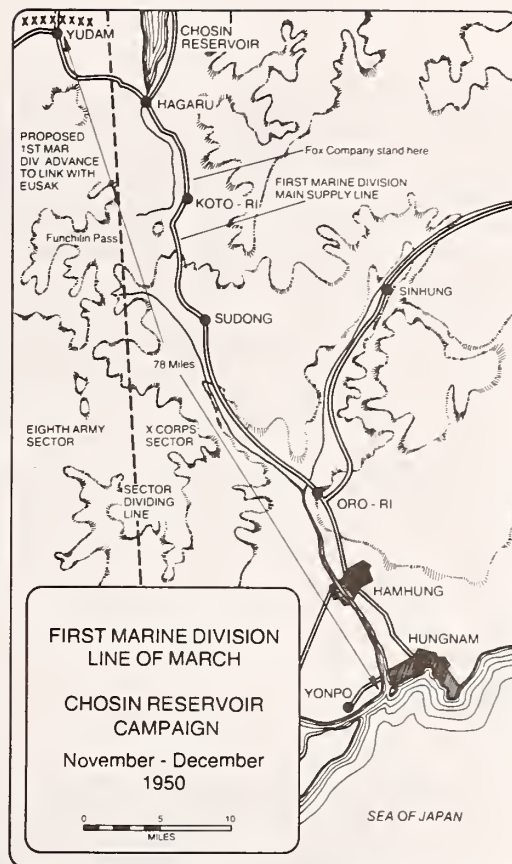 XXXXXXXX
YUDAM
CHOSIN
RESERVOIR
HAGARU
PROPOSED
1ST MAR
DIV ADVANCE
TO LINK WITH
EUSAK
Fox Company stand here
FIRST MARINE DIVISION
MAIN SUPPLY LINE
KOTO - RI
Funchilin Pass
SINHUNG
SUDONG
78 Miles
EIGHTH ARMY
SECTOR
X CORPS
SECTOR
SECTOR
DIVIDING
LINE
ORO - RI
HAMHUNG
HUNGNAM
YONPO
FIRST MARINE DIVISION
LINE OF MARCH
CHOSIN RESERVOIR
CAMPAIGN
November - December
1950
0 5 10
MILES
SEA OF JAPAN